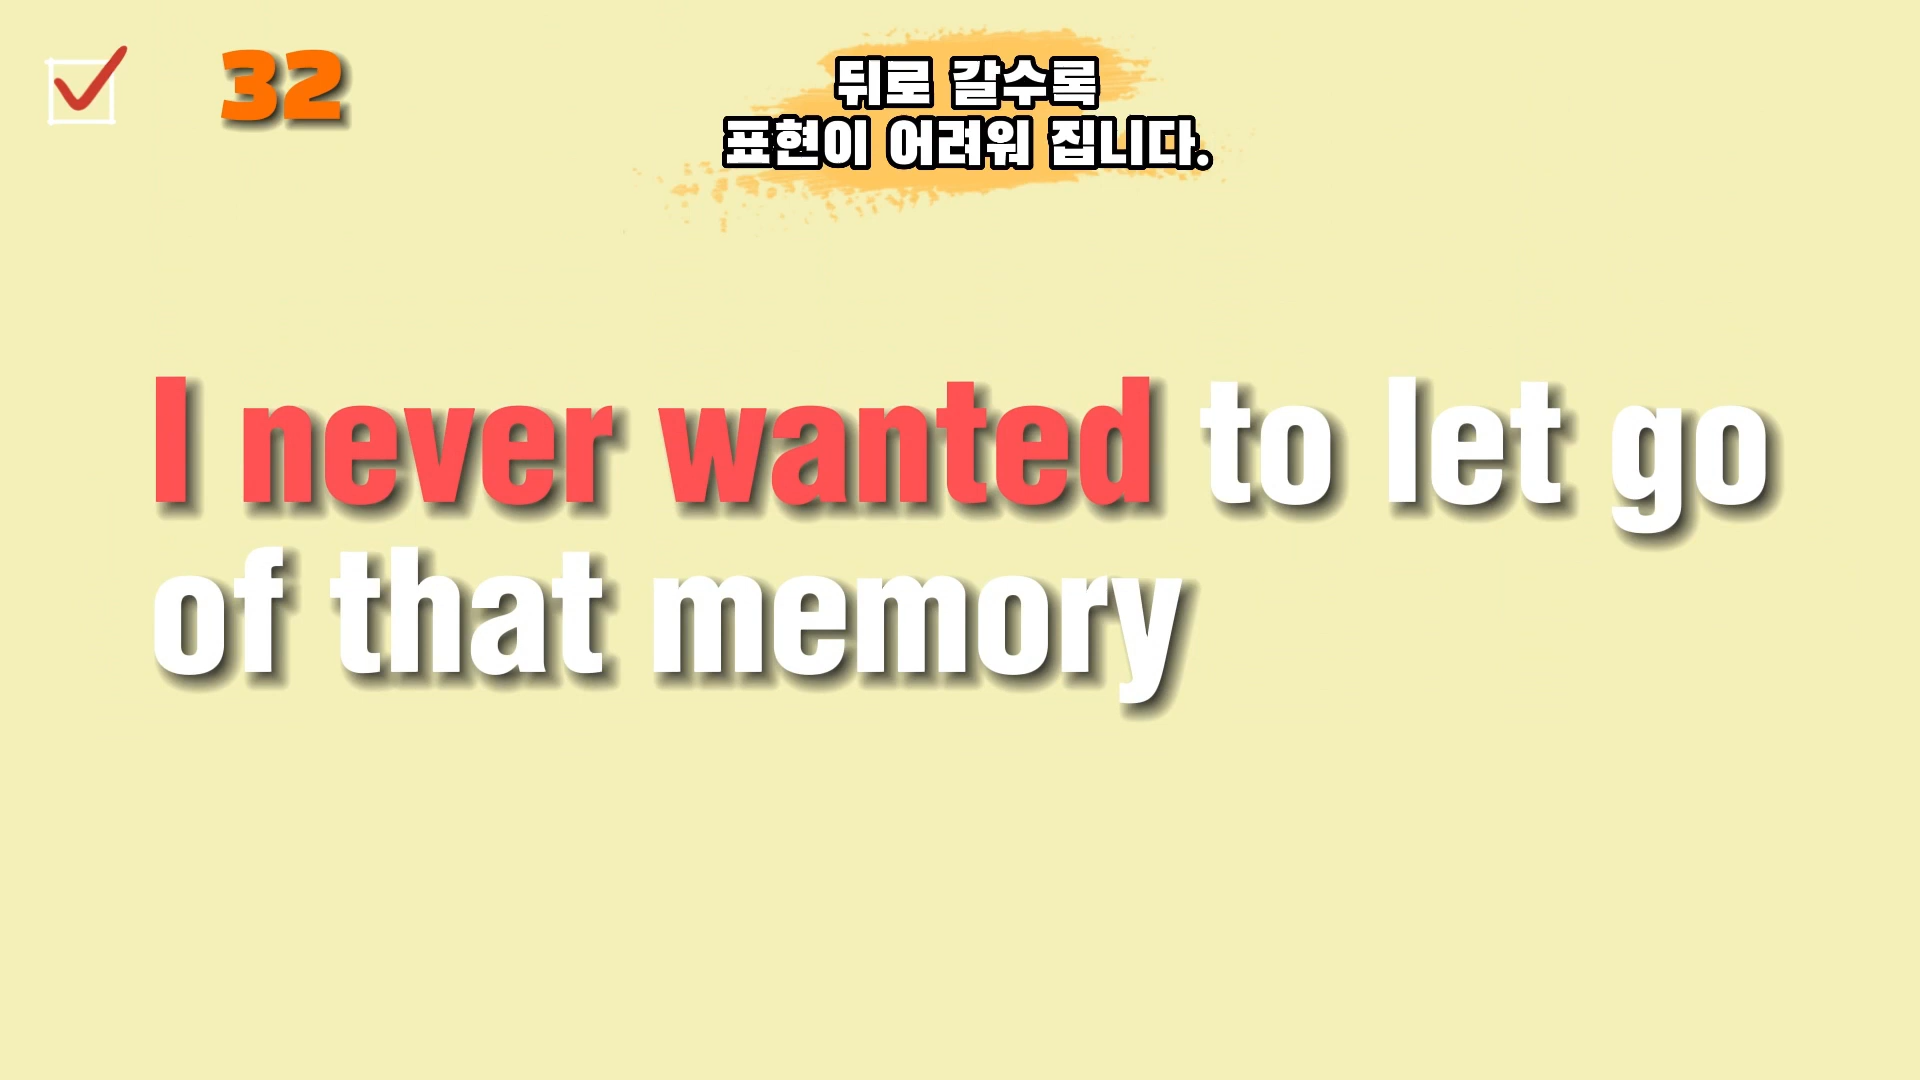 32
뒤로 갈수록
표현이 어려워 집니다.
I never wanted to let go
of that memory